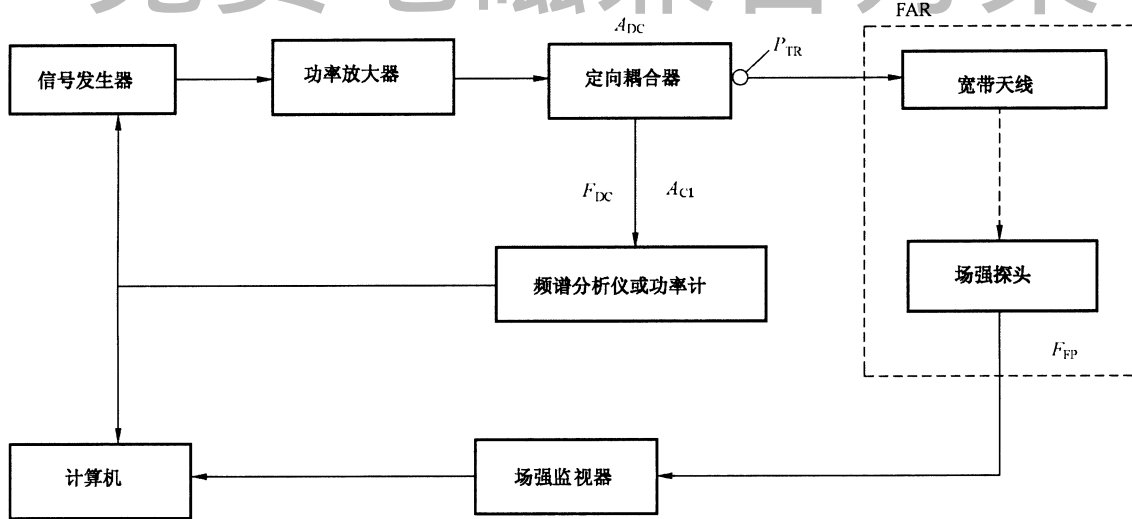 FAR
A_DC
P_TR
信号发生器
功率放大器
定向耦合器
宽带天线
F_DC
A_C1
频谱分析仪或功率计
场强探头
F_FP
计算机
场强监视器